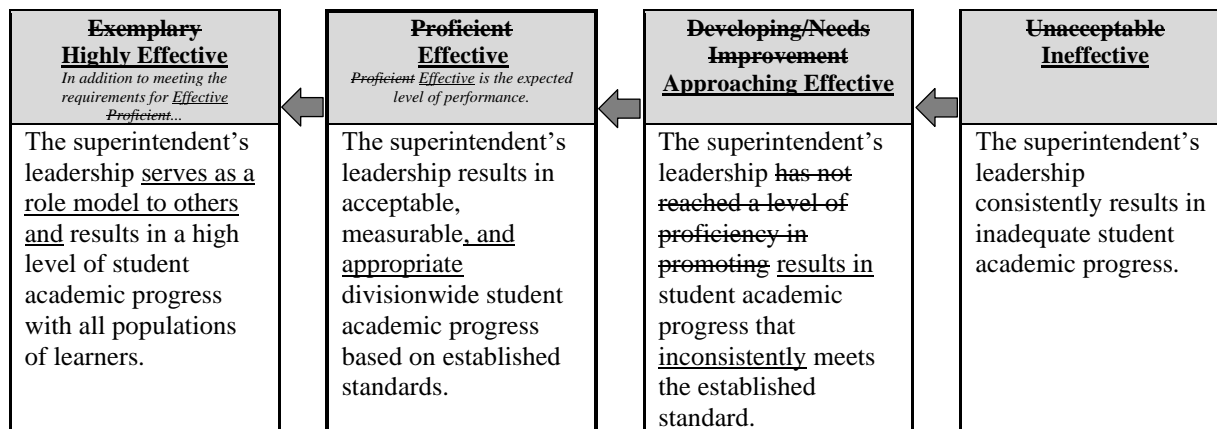 Exemplary
Highly Effective
In addition to meeting the
requirements for Effective
Proficient...
The superintendent’s
leadership serves as a
role model to others
and results in a high
level of student
academic progress
with all populations
of learners.
Proficient
Effective
Proficient Effective is the expected
level of performance.
The superintendent’s
leadership results in
acceptable,
measurable, and
appropriate
divisionwide student
academic progress
based on established
standards.
Developing/Needs
Improvement
Approaching Effective
The superintendent’s
leadership has not
reached a level of
proficiency in
promoting results in
student academic
progress that
inconsistently meets
the established
standard.
Unacceptable
Ineffective
The superintendent’s
leadership
consistently results in
inadequate student
academic progress.